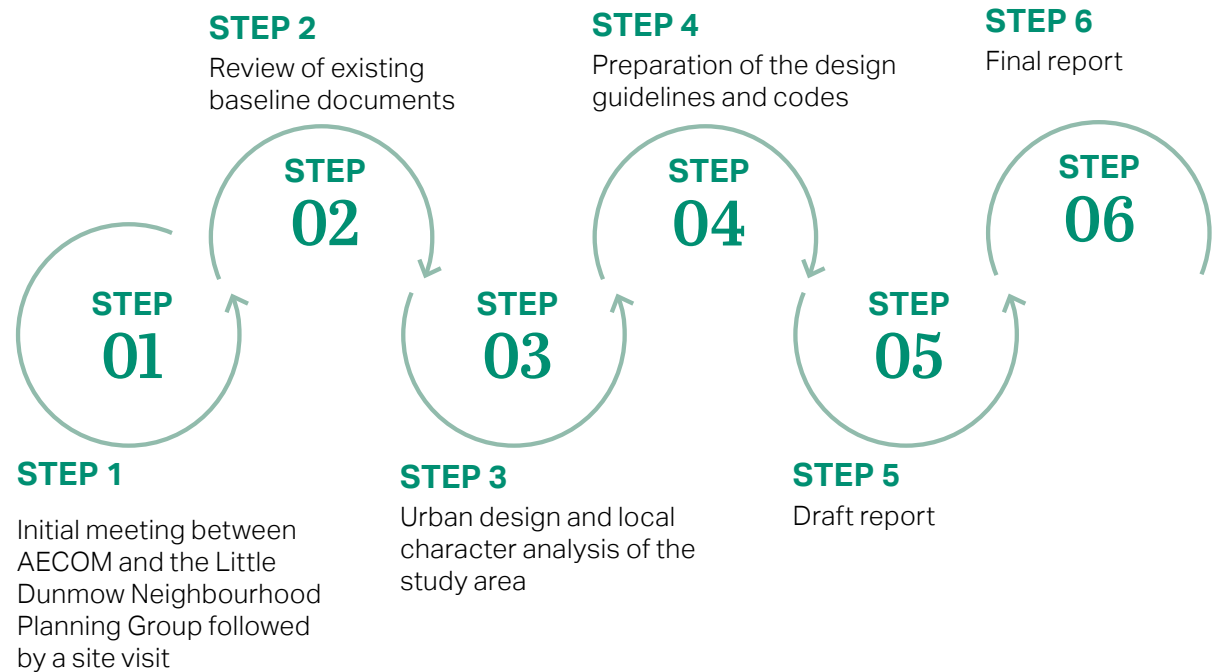 STEP 2
Review of existing
baseline documents
STEP 4
Preparation of the design
guidelines and codes
STEP 6
Final report
STEP
01
STEP
02
STEP
03
STEP
04
STEP
05
STEP
06
STEP 1
Initial meeting between
AECOM and the Little
Dunmow Neighbourhood
Planning Group followed
by a site visit
STEP 3
Urban design and local
character analysis of the
study area
STEP 5
Draft report